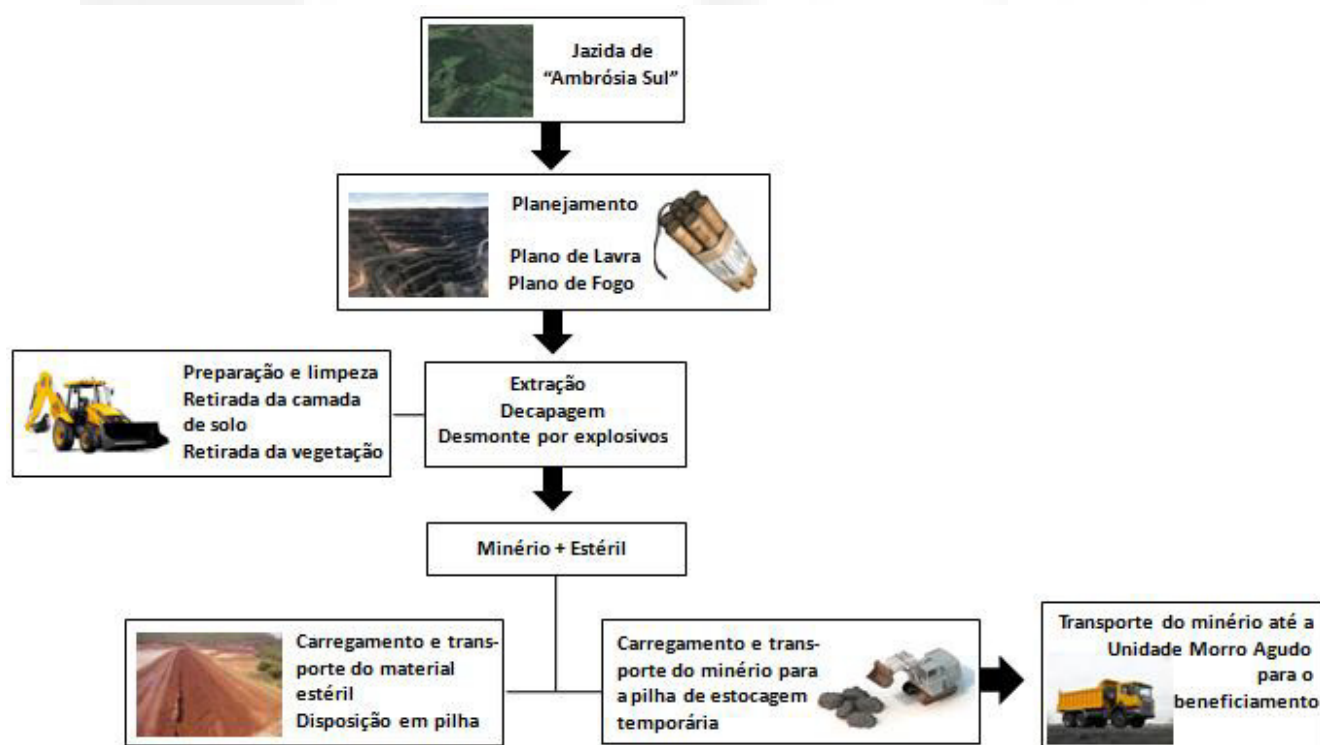 Jazida de
“Ambrósia Sul”
Planejamento
Plano de Lavra
Plano de Fogo
Preparação e limpeza
Retirada da camada
de solo
Retirada da vegetação
Extração
Decapagem
Desmonte por explosivos
Minério + Estéril
Carregamento e trans-
porte do material
estéril
Disposição em pilha
Carregamento e trans-
porte do minério para
a pilha de estocagem
temporária
Transporte do minério até a
Unidade Morro Agudo
para o
beneficiamento